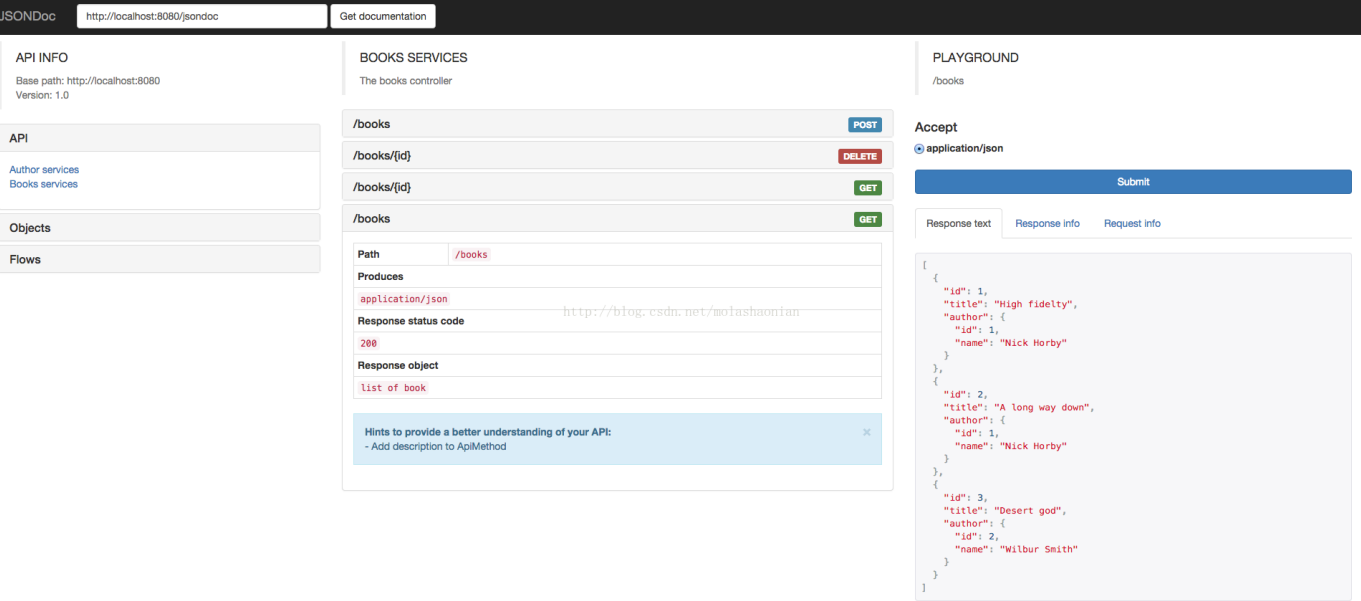 JSONDoc
http://localhost:8080/jsondoc
Get documentation
API INFO
Base path: http://localhost:8080
Version: 1.0
API
Author services
Books services
Objects
Flows
BOOKS SERVICES
The books controller
/books POST
/books/{id} DELETE
/books/{id} GET
/books GET
Path /books
Produces
application/json
Response status code
200
Response object
list of book
http://blog.csdn.net/molashaonian
Hints to provide a better understanding of your API: ×
- Add description to ApiMethod
PLAYGROUND
/books
Accept
application/json
Submit
Response text Response info Request info
[
  {
    "id": 1,
    "title": "High fidelty",
    "author": {
      "id": 1,
      "name": "Nick Horby"
    }
  },
  {
    "id": 2,
    "title": "A long way down",
    "author": {
      "id": 1,
      "name": "Nick Horby"
    }
  },
  {
    "id": 3,
    "title": "Desert god",
    "author": {
      "id": 2,
      "name": "Wilbur Smith"
    }
  }
]